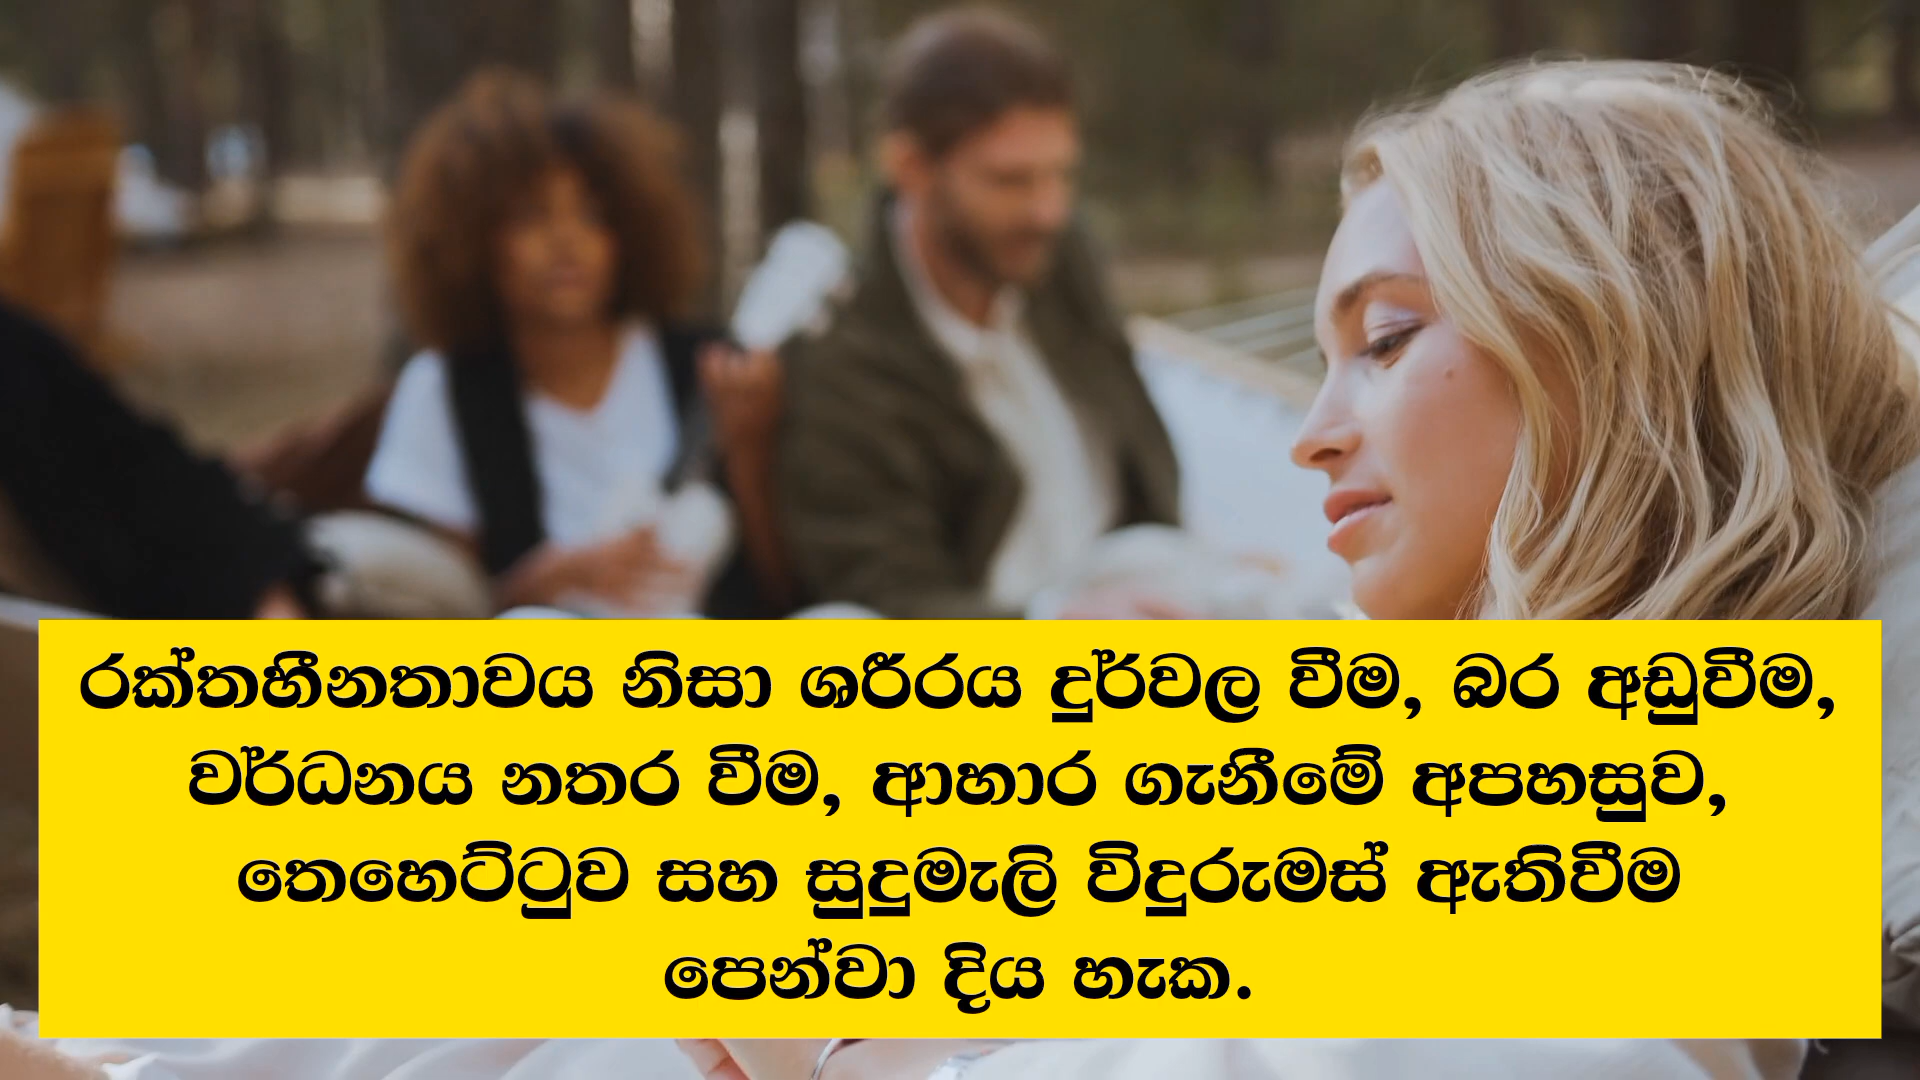 රක්තහීනතාවය නිසා ශරීරය දුර්වල වීම, බර අඩුවීම,
වර්ධනය නතර වීම, ආහාර ගැනීමේ අපහසුව,
තෙහෙට්ටුව සහ සුදුමැලි විදුරුමස් ඇතිවීම
පෙන්වා දිය හැක.